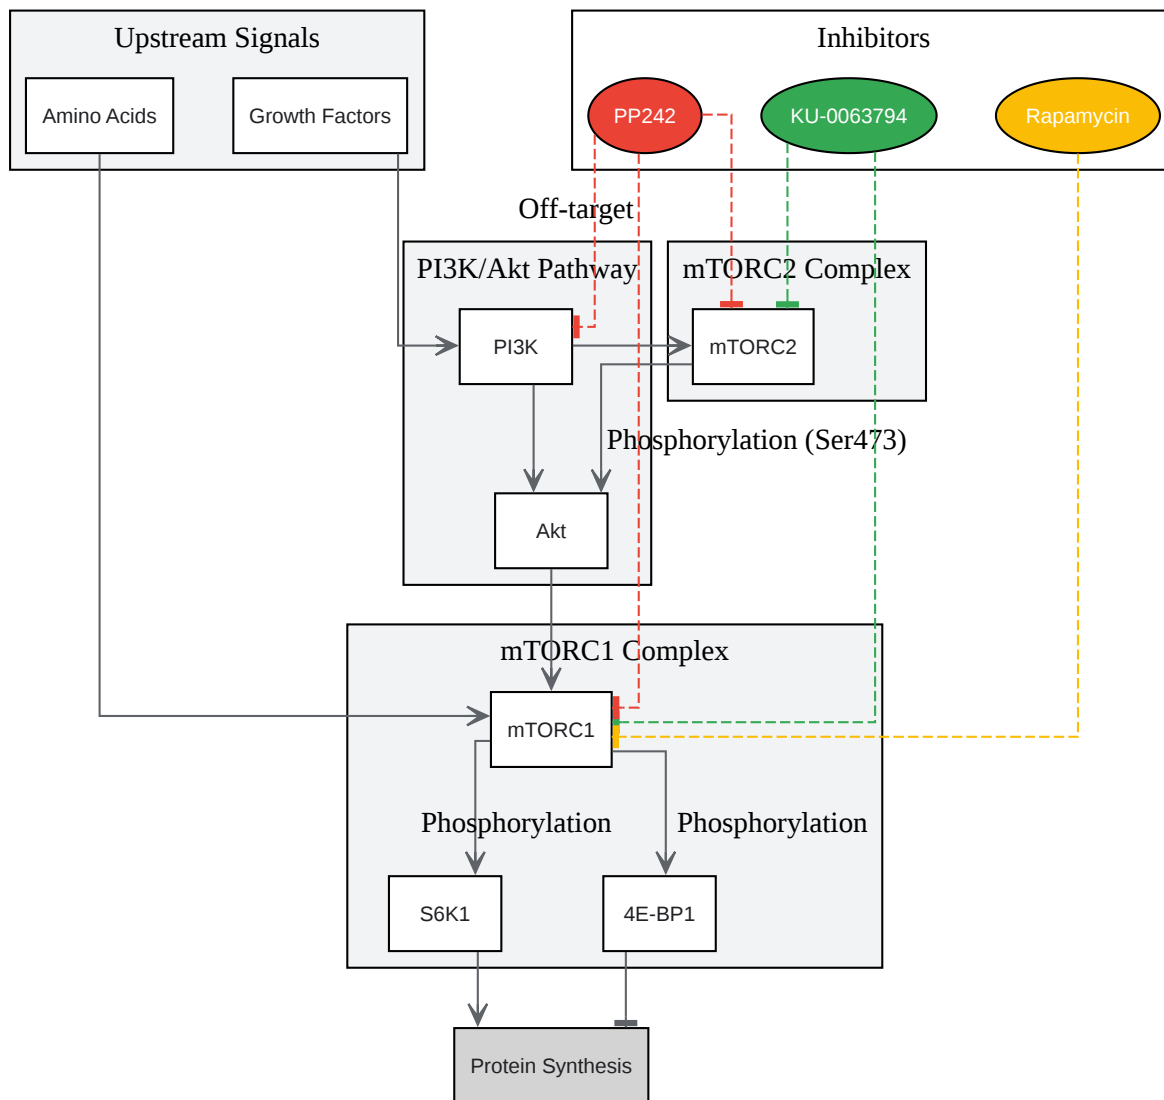 Upstream Signals
Inhibitors
Amino Acids
Growth Factors
PP242
KU-0063794
Rapamycin
Off-target
PI3K/Akt Pathway
mTORC2 Complex
PI3K
mTORC2
Phosphorylation (Ser473)
Akt
mTORC1 Complex
mTORC1
Phosphorylation
Phosphorylation
S6K1
4E-BP1
Protein Synthesis